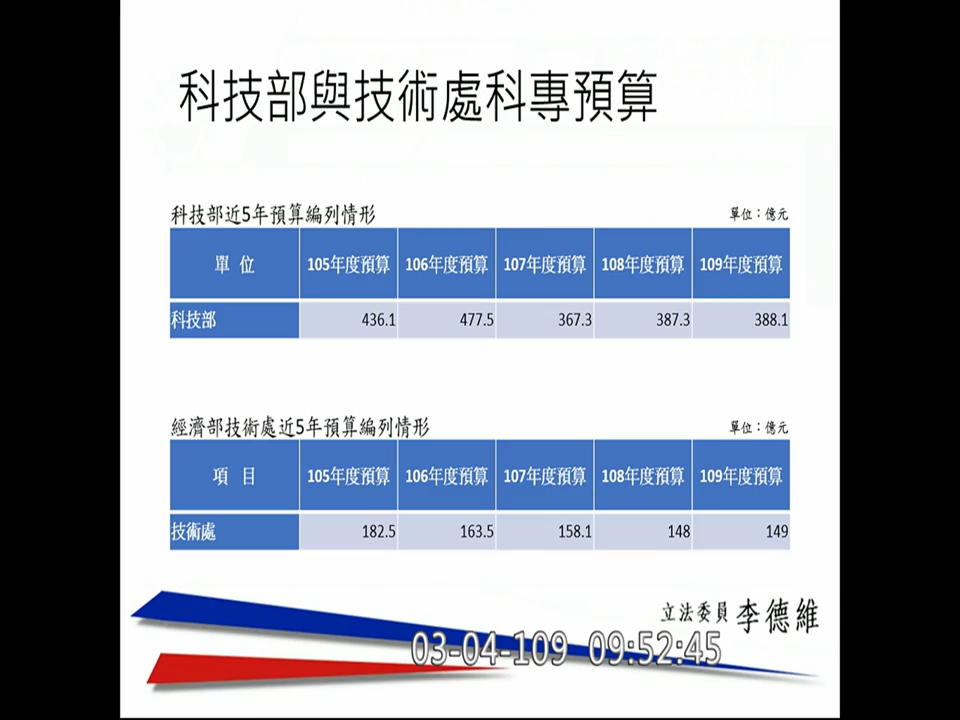 科技部與技術處科專預算
科技部近5年預算編列情形 單位：億元
單 位 105年度預算 106年度預算 107年度預算 108年度預算 109年度預算
科技部 436.1 477.5 367.3 387.3 388.1
經濟部技術處近5年預算編列情形 單位：億元
項 目 105年度預算 106年度預算 107年度預算 108年度預算 109年度預算
技術處 182.5 163.5 158.1 148 149
立法委員 李德維
03-04-109 09:52:45